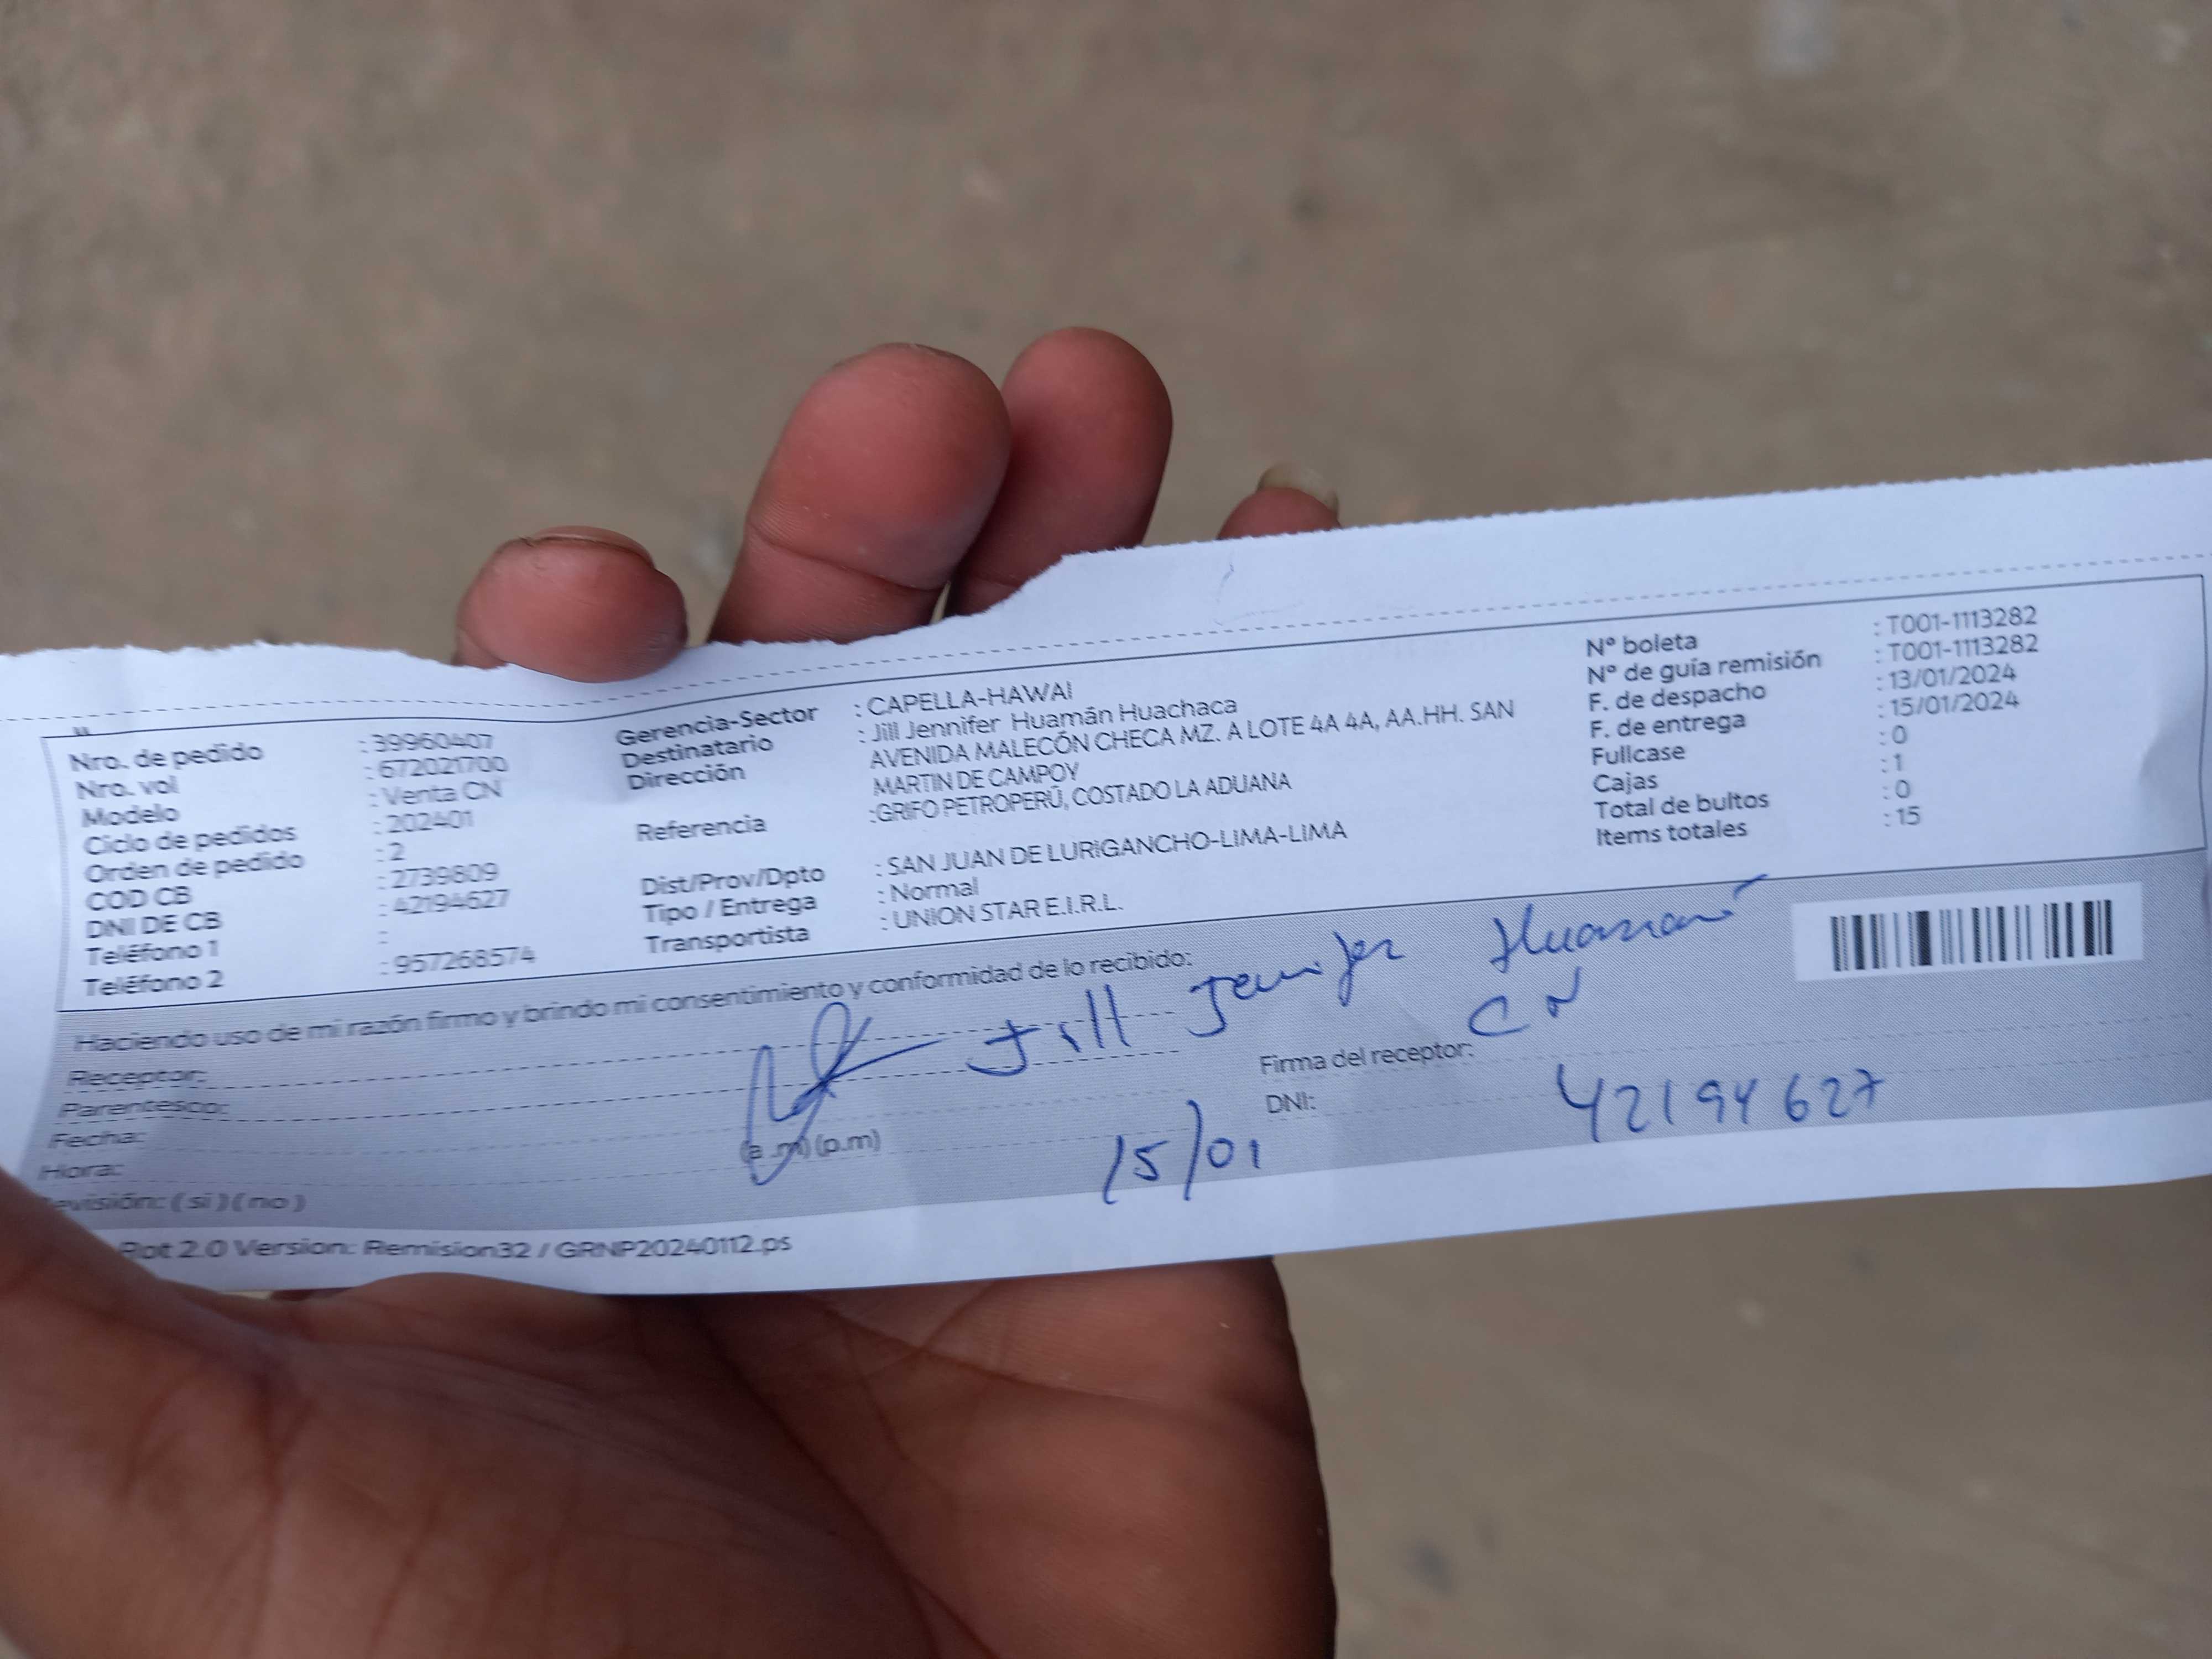 Nro. de pedido : 39960407
Nro. vol : 672021700
Modelo : Venta CN
Ciclo de pedidos : 202401
Orden de pedido : 2
COD CB : 2739809
DNI DE CB : 42194627
Teléfono 1 :
Teléfono 2 : 957268574
Gerencia-Sector : CAPELLA-HAWAI
Destinatario : Jill Jennifer Huamán Huachaca
Dirección AVENIDA MALECÓN CHECA MZ. A LOTE 4A 4A, AA.HH. SAN
MARTIN DE CAMPOY
Referencia :GRIFO PETROPERÚ, COSTADO LA ADUANA
Dist/Prov/Dpto : SAN JUAN DE LURIGANCHO-LIMA-LIMA
Tipo / Entrega : Normal
Transportista : UNION STAR E.I.R.L.
Nº boleta : T001-1113282
Nº de guía remisión : T001-1113282
F. de despacho : 13/01/2024
F. de entrega : 15/01/2024
Fullcase : 0
Cajas : 1
Total de bultos : 0
Items totales : 15
Haciendo uso de mi razón firmo y brindo mi consentimiento y conformidad de lo recibido:
Receptor: Jill Jennifer Huamaní
Parentesco: CN
Firma del receptor:
Fecha: 15/01
DNI: 42194627
Hora: (a .m) (p.m)
evisión: ( si ) ( no )
Rot 2.0 Version: Remision32 / GRNP20240112.ps